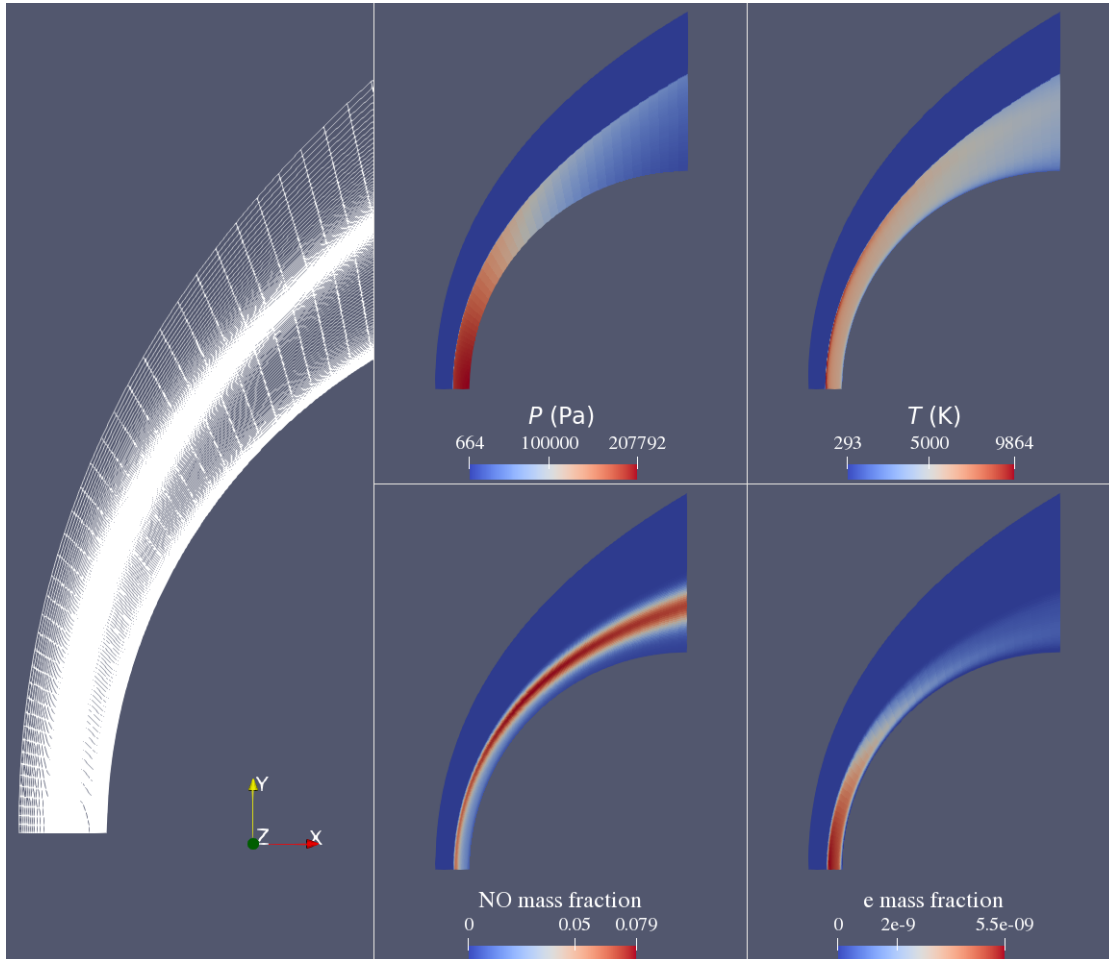 P (Pa)
664 100000 207792
T (K)
293 5000 9864
Y
Z X
NO mass fraction
0 0.05 0.079
e mass fraction
0 2e-9 5.5e-09